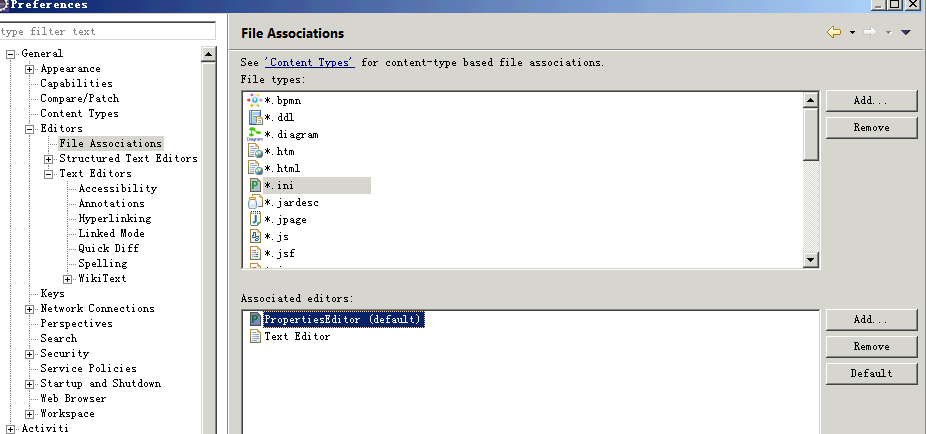 Preferences
type filter text
General
Appearance
Capabilities
Compare/Patch
Content Types
Editors
File Associations
Structured Text Editors
Text Editors
Accessibility
Annotations
Hyperlinking
Linked Mode
Quick Diff
Spelling
WikiText
Keys
Network Connections
Perspectives
Search
Security
Service Policies
Startup and Shutdown
Web Browser
Workspace
Activiti
File Associations
See 'Content Types' for content-type based file associations.
File types:
*.bpmn
*.ddl
*.diagram
*.htm
*.html
*.ini
*.jardesc
*.jpage
*.js
*.jsf
Add...
Remove
Associated editors:
PropertiesEditor (default)
Text Editor
Add...
Remove
Default